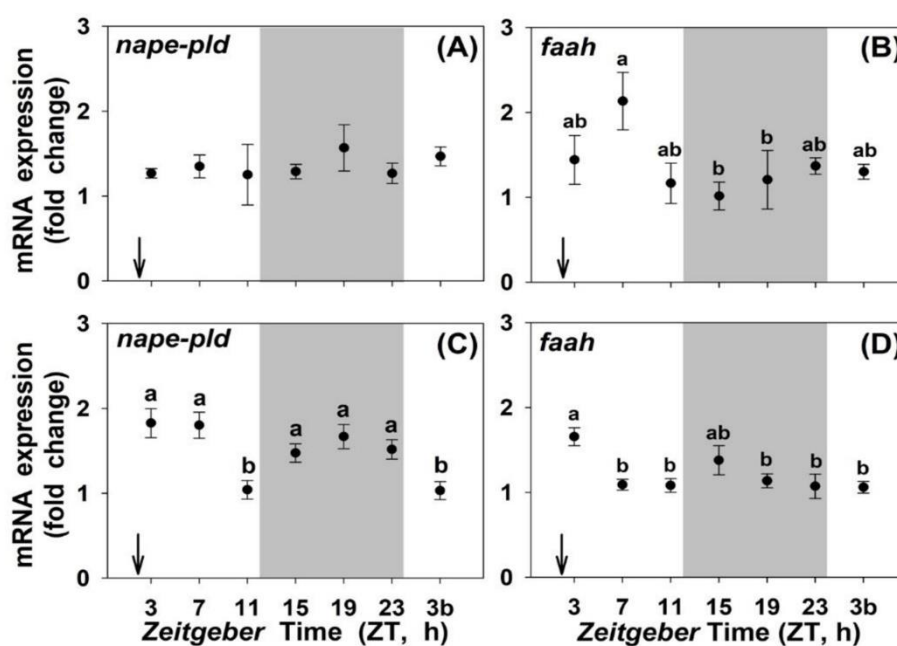 3
nape-pld
(A)
2
1
0
mRNA expression
(fold change)
3
faah
(B)
a
ab
ab
b
b
ab
ab
2
1
0
3
nape-pld
(C)
a
a
b
a
a
a
b
2
1
0
mRNA expression
(fold change)
3
7
11
15
19
23
3b
Zeitgeber Time (ZT, h)
3
faah
(D)
a
b
b
ab
b
b
b
2
1
0
3
7
11
15
19
23
3b
Zeitgeber Time (ZT, h)